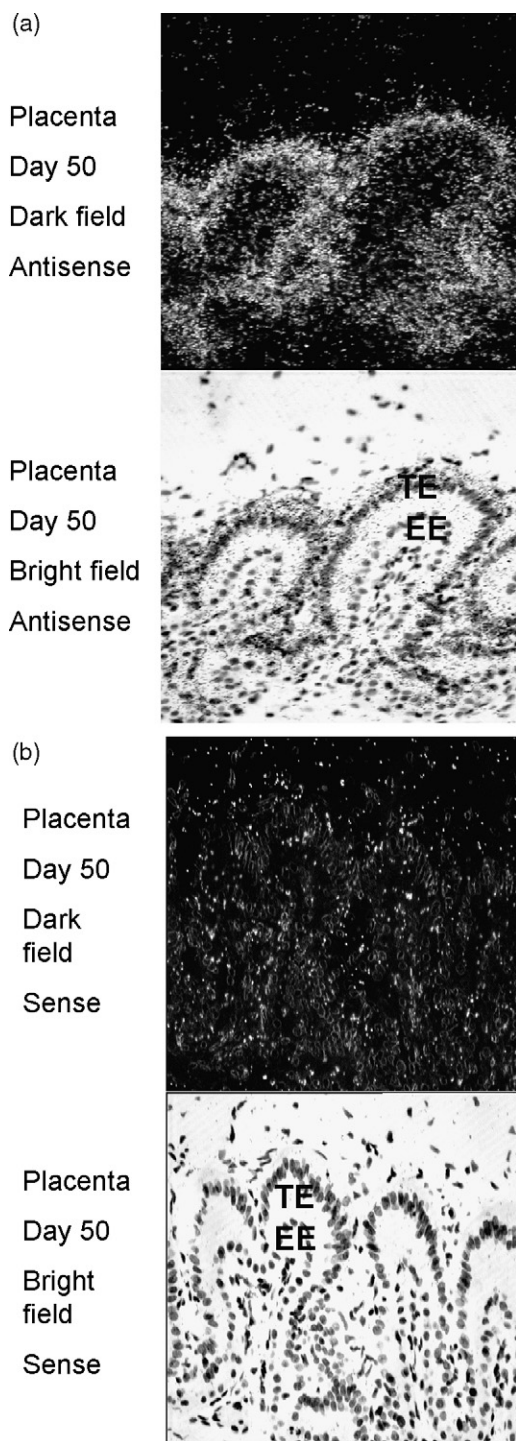 (a)
Placenta
Day 50
Dark field
Antisense
Placenta
Day 50
Bright field
Antisense
TE
EE
(b)
Placenta
Day 50
Dark
field
Sense
Placenta
Day 50
Bright
field
Sense
TE
EE